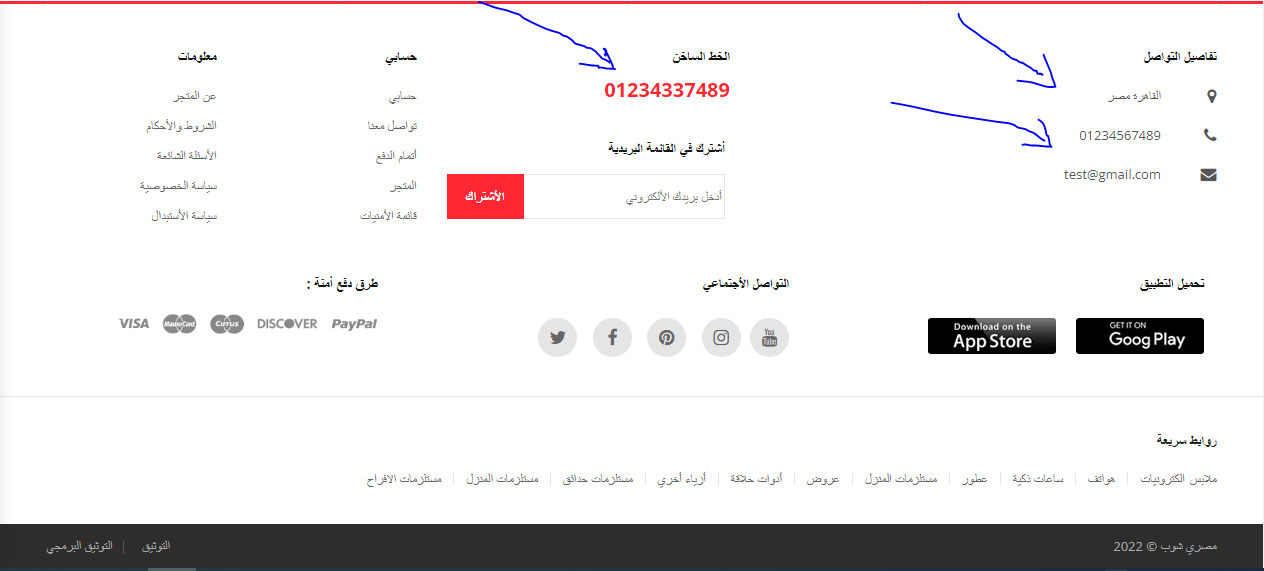 تفاصيل التواصل
القاهرة مصر
01234567489
test@gmail.com
الخط الساخن
01234337489
أشترك في القائمة البريدية
أدخل بريدك الألكتروني
الأشتراك
حسابي
حسابي
تواصل معنا
أتمام الدفع
المتجر
قائمة الأمنيات
معلومات
عن المتجر
الشروط والأحكام
الأسئلة الشائعة
سياسة الخصوصية
سياسة الأستبدال
تحميل التطبيق
GET IT ON
Goog Play
Download on the
App Store
التواصل الأجتماعي
You
Tube
طرق دفع أمنة :
VISA MasterCard Cirrus DISCOVER PayPal
روابط سريعة
ملابس الكترونيات هواتف ساعات ذكية عطور مستلزمات المنزل عروض أدوات حلاقة أزياء أخري مستلزمات حدائق مستلزمات المنزل مستلزمات الافراح
مصري شوب © 2022
التوثيق التوثيق البرمجي